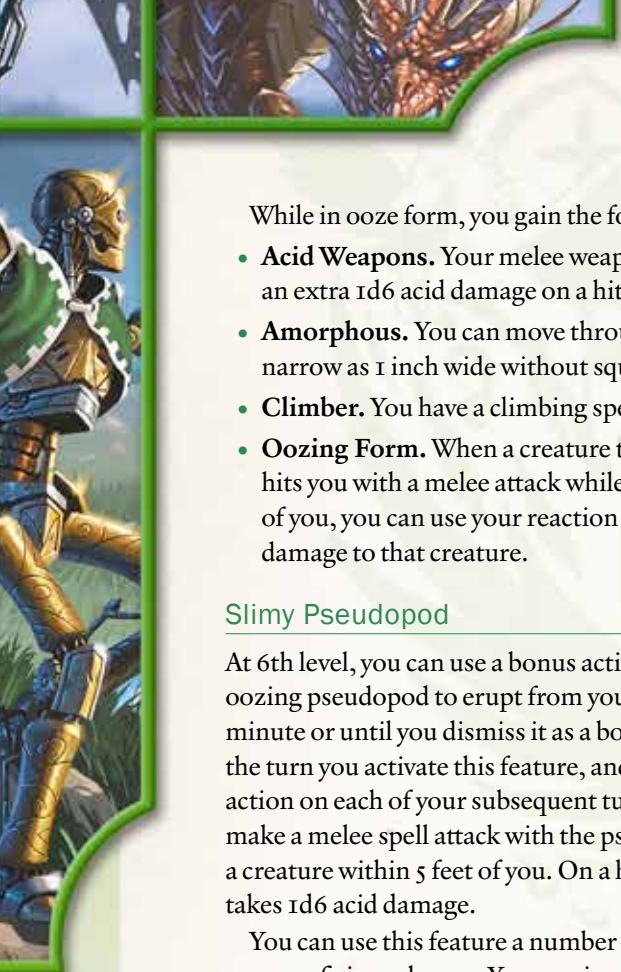 While in ooze form, you gain the fo
• Acid Weapons. Your melee weap
an extra 1d6 acid damage on a hit
• Amorphous. You can move throu
narrow as 1 inch wide without squ
• Climber. You have a climbing spe
• Oozing Form. When a creature t
hits you with a melee attack while
of you, you can use your reaction
damage to that creature.
Slimy Pseudopod
At 6th level, you can use a bonus acti
oozing pseudopod to erupt from you
minute or until you dismiss it as a bo
the turn you activate this feature, and
action on each of your subsequent tu
make a melee spell attack with the ps
a creature within 5 feet of you. On a h
takes 1d6 acid damage.
You can use this feature a number